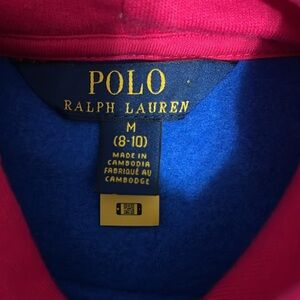 POLO
RALPH LAUREN
M
(8-10)
MADE IN
CAMBODIA
FABRIQUÉ AU
CAMBODGE